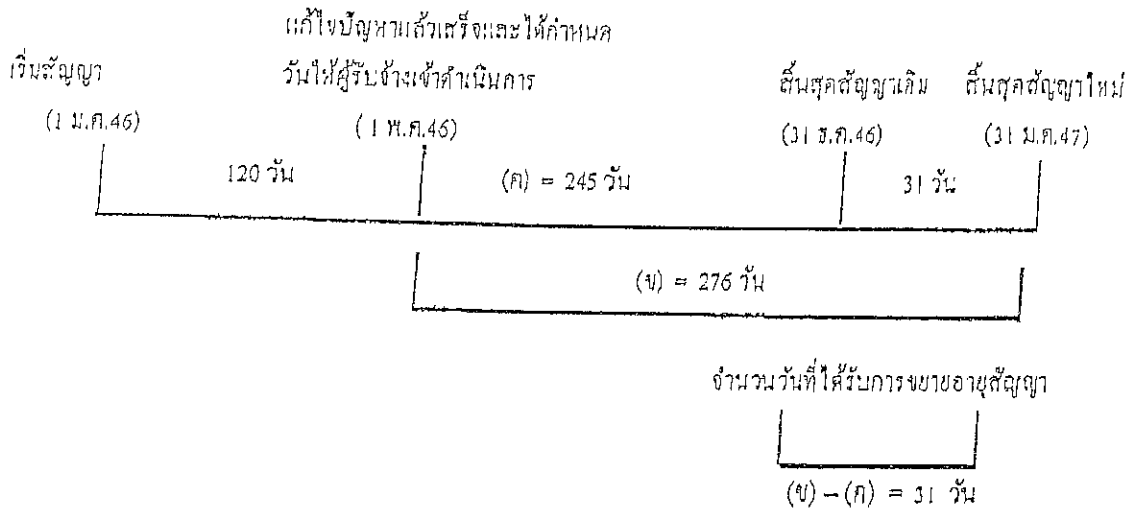 แก้ไขปัญหาแล้วเสร็จและได้กำหนด
เริ่มสัญญา วันให้ผู้รับจ้างเข้าดำเนินการ สิ้นสุดสัญญาเดิม สิ้นสุดสัญญาใหม่
(1 ม.ค.46) (1 พ.ค.46) (31 ธ.ค.46) (31 ม.ค.47)
120 วัน (ค) = 245 วัน 31 วัน
(ข) = 276 วัน
จำนวนวันที่ได้รับการขยายอายุสัญญา
(ข) – (ค) = 31 วัน